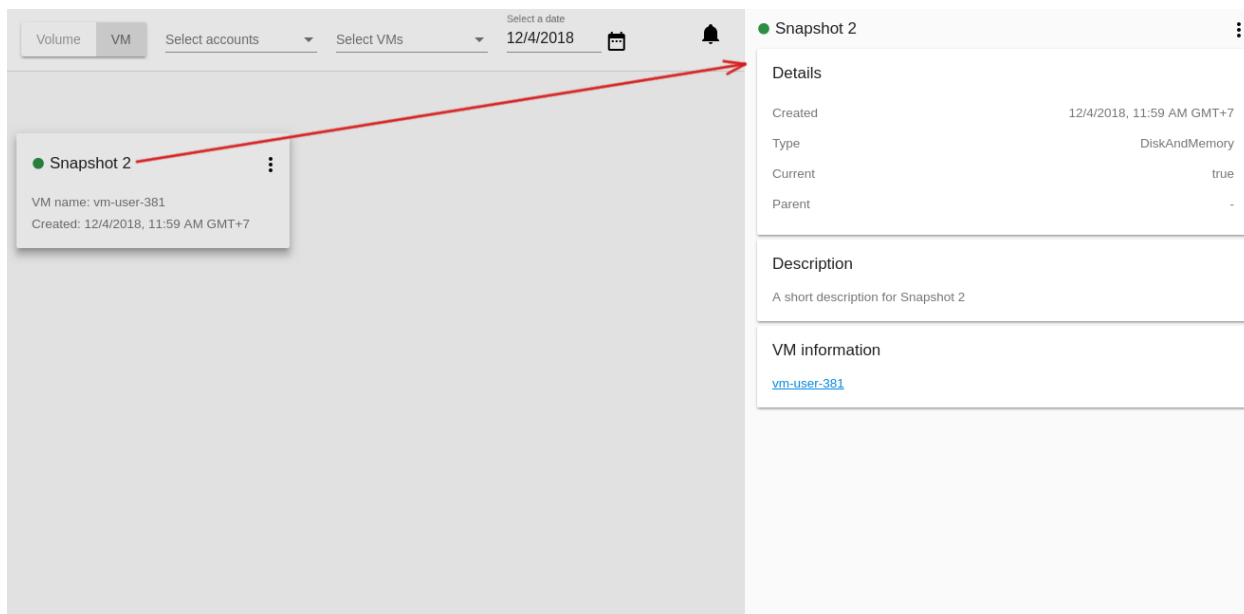 Volume VM Select accounts Select VMs Select a date
12/4/2018
Snapshot 2
VM name: vm-user-381
Created: 12/4/2018, 11:59 AM GMT+7
Snapshot 2
Details
Created 12/4/2018, 11:59 AM GMT+7
Type DiskAndMemory
Current true
Parent -
Description
A short description for Snapshot 2
VM information
vm-user-381